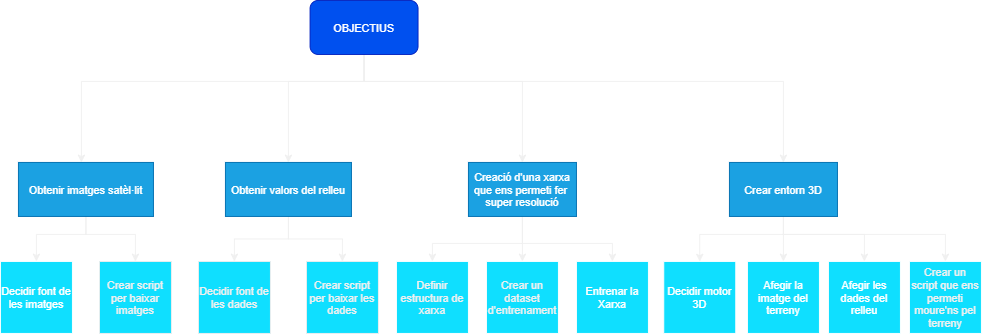 OBJECTIUS
Obtenir imatges satèl·lit
Obtenir valors del relleu
Creació d'una xarxa
que ens permeti fer
super resolució
Crear entorn 3D
Decidir font de
les imatges
Crear script
per baixar
imatges
Decidir font de
les dades
Crear script
per baixar les
dades
Definir
estructura de
xarxa
Crear un
dataset
d'entrenament
Entrenar la
Xarxa
Decidir motor
3D
Afegir la
imatge del
terreny
Afegir les
dades del
relleu
Crear un
script que ens
permeti
moure'ns pel
terreny